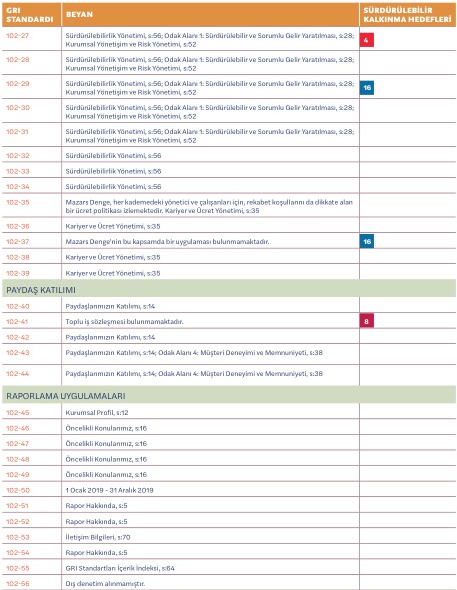 GRI STANDARDI BEYAN SÜRDÜRÜLEBİLİR KALKINMA HEDEFLERİ
102-27 Sürdürülebilirlik Yönetimi, s:56; Odak Alanı 1: Sürdürülebilir ve Sorumlu Gelir Yaratılması, s:28; 4
Kurumsal Yönetişim ve Risk Yönetimi, s:52
102-28 Sürdürülebilirlik Yönetimi, s:56; Odak Alanı 1: Sürdürülebilir ve Sorumlu Gelir Yaratılması, s:28;
Kurumsal Yönetişim ve Risk Yönetimi, s:52
102-29 Sürdürülebilirlik Yönetimi, s:56; Odak Alanı 1: Sürdürülebilir ve Sorumlu Gelir Yaratılması, s:28; 16
Kurumsal Yönetişim ve Risk Yönetimi, s:52
102-30 Sürdürülebilirlik Yönetimi, s:56; Odak Alanı 1: Sürdürülebilir ve Sorumlu Gelir Yaratılması, s:28;
Kurumsal Yönetişim ve Risk Yönetimi, s:52
102-31 Sürdürülebilirlik Yönetimi, s:56; Odak Alanı 1: Sürdürülebilir ve Sorumlu Gelir Yaratılması, s:28;
Kurumsal Yönetişim ve Risk Yönetimi, s:52
102-32 Sürdürülebilirlik Yönetimi, s:56
102-33 Sürdürülebilirlik Yönetimi, s:56
102-34 Sürdürülebilirlik Yönetimi, s:56
102-35 Mazars Denge, her kademedeki yönetici ve çalışanları için, rekabet koşullarını da dikkate alan
bir ücret politikası izlemektedir. Kariyer ve Ücret Yönetimi, s:35
102-36 Kariyer ve Ücret Yönetimi, s:35
102-37 Mazars Denge'nin bu kapsamda bir uygulaması bulunmamaktadır. 16
102-38 Kariyer ve Ücret Yönetimi, s:35
102-39 Kariyer ve Ücret Yönetimi, s:35
PAYDAŞ KATILIMI
102-40 Paydaşlarımızın Katılımı, s:14
102-41 Toplu iş sözleşmesi bulunmamaktadır. 8
102-42 Paydaşlarımızın Katılımı, s:14
102-43 Paydaşlarımızın Katılımı, s:14; Odak Alanı 4: Müşteri Deneyimi ve Memnuniyeti, s:38
102-44 Paydaşlarımızın Katılımı, s:14; Odak Alanı 4: Müşteri Deneyimi ve Memnuniyeti, s:38
RAPORLAMA UYGULAMALARI
102-45 Kurumsal Profil, s:12
102-46 Öncelikli Konularımız, s:16
102-47 Öncelikli Konularımız, s:16
102-48 Öncelikli Konularımız, s:16
102-49 Öncelikli Konularımız, s:16
102-50 1 Ocak 2019 - 31 Aralık 2019
102-51 Rapor Hakkında, s:5
102-52 Rapor Hakkında, s:5
102-53 İletişim Bilgileri, s:70
102-54 Rapor Hakkında, s:5
102-55 GRI Standartları İçerik İndeksi, s:64
102-56 Dış denetim alınmamıştır.